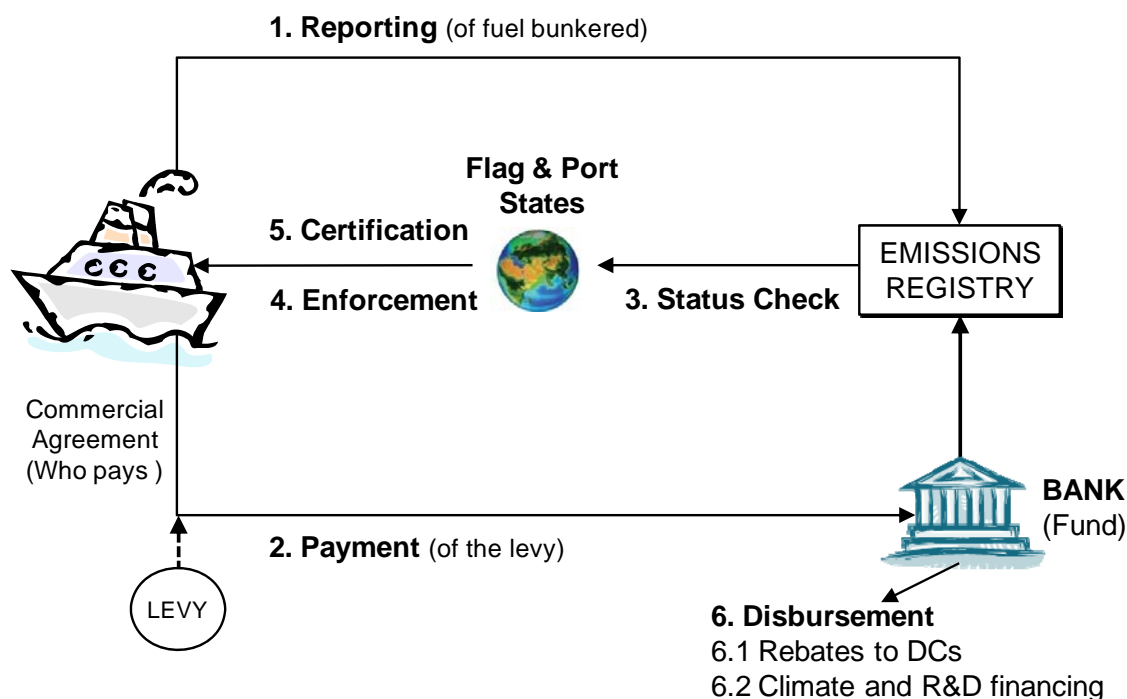 1. Reporting (of fuel bunkered)
Flag & Port
States
5. Certification
4. Enforcement
3. Status Check
EMISSIONS
REGISTRY
Commercial
Agreement
(Who pays )
BANK
(Fund)
2. Payment (of the levy)
LEVY
6. Disbursement
6.1 Rebates to DCs
6.2 Climate and R&D financing